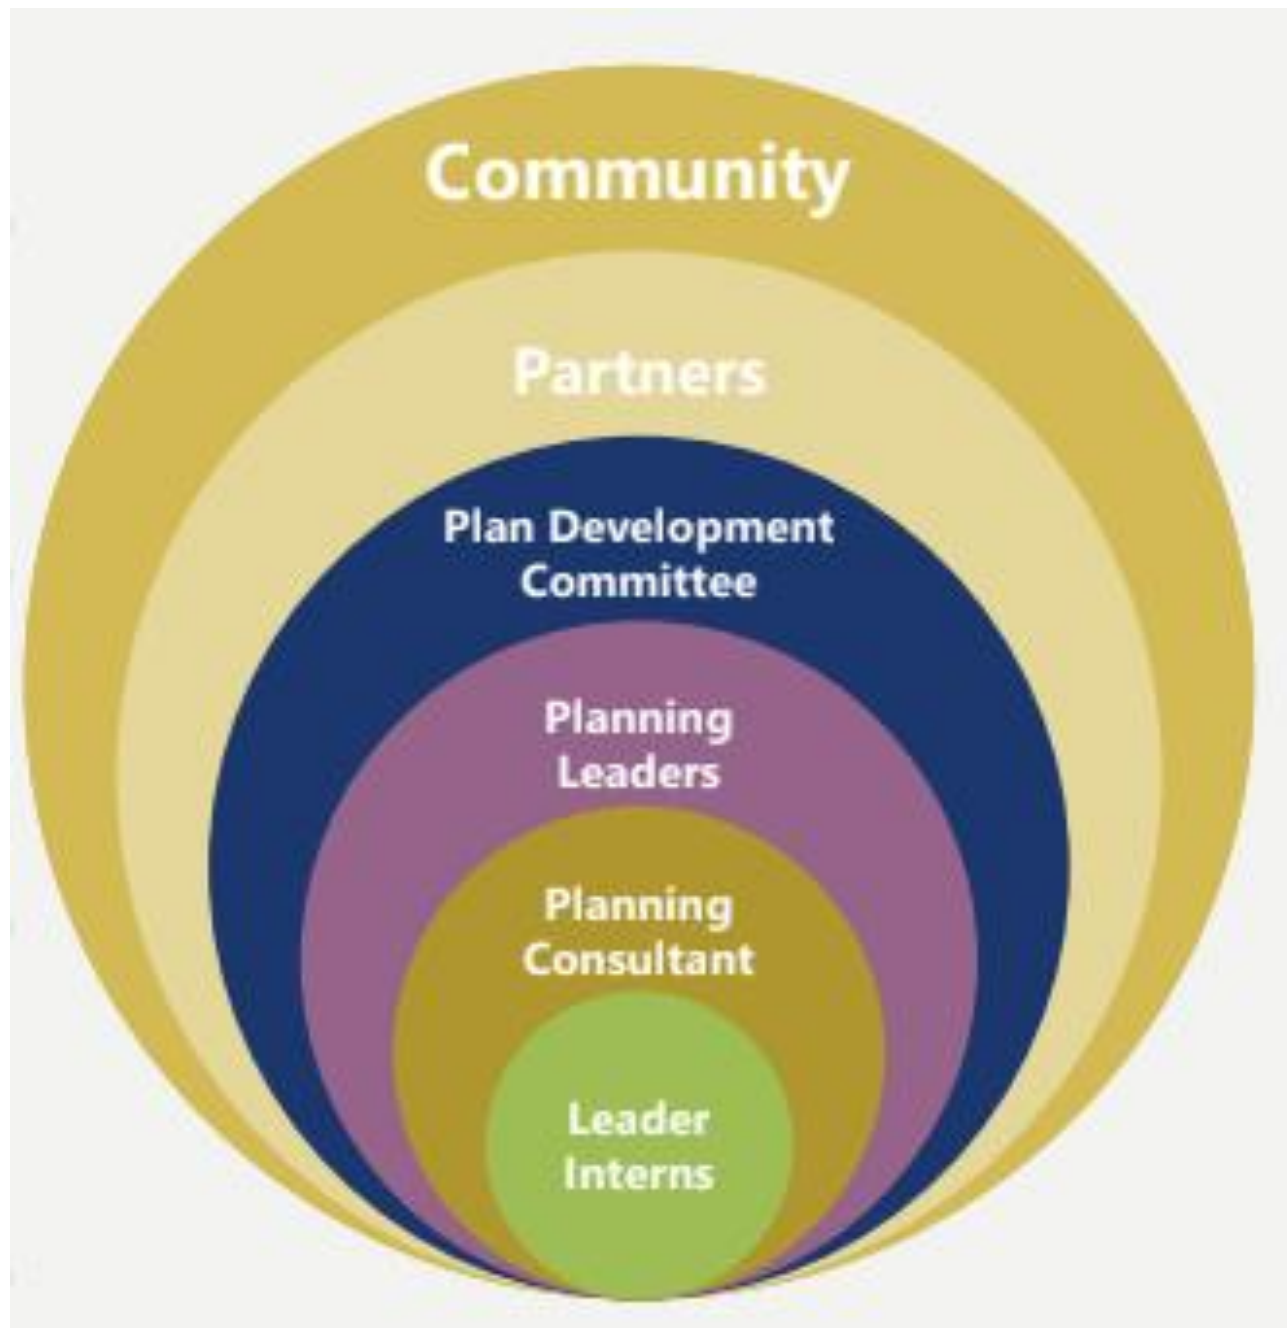 Community
Partners
Plan Development
Committee
Planning
Leaders
Planning
Consultant
Leader
Interns